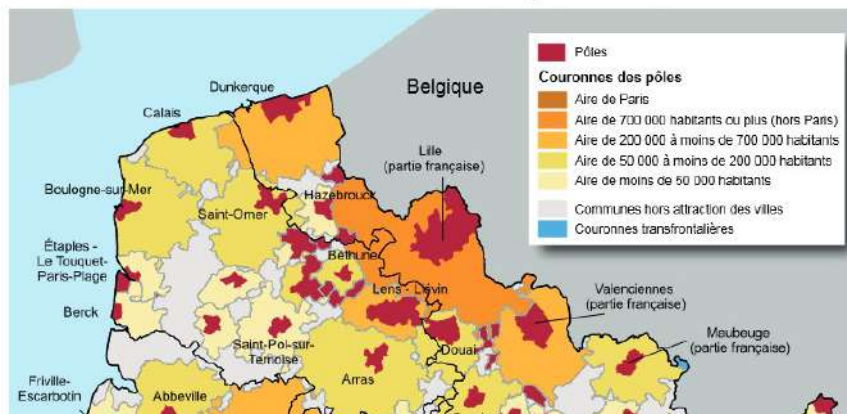 Pôles
Couronnes des pôles
Aire de Paris
Aire de 700 000 habitants ou plus (hors Paris)
Aire de 200 000 à moins de 700 000 habitants
Aire de 50 000 à moins de 200 000 habitants
Aire de moins de 50 000 habitants
Communes hors attraction des villes
Couronnes transfrontalières
Belgique
Dunkerque
Calais
Lille
(partie française)
Boulogne-sur-Mer
Hazebrouck
Saint-Omer
Étaples -
Le Touquet-
Paris-Plage
Béthune
Berck
Lens - Liévin
Valenciennes
(partie française)
Saint-Pol-sur-
Ternoise
Douai
Maubeuge
(partie française)
Arras
Friville-
Escarbotin
Abbeville